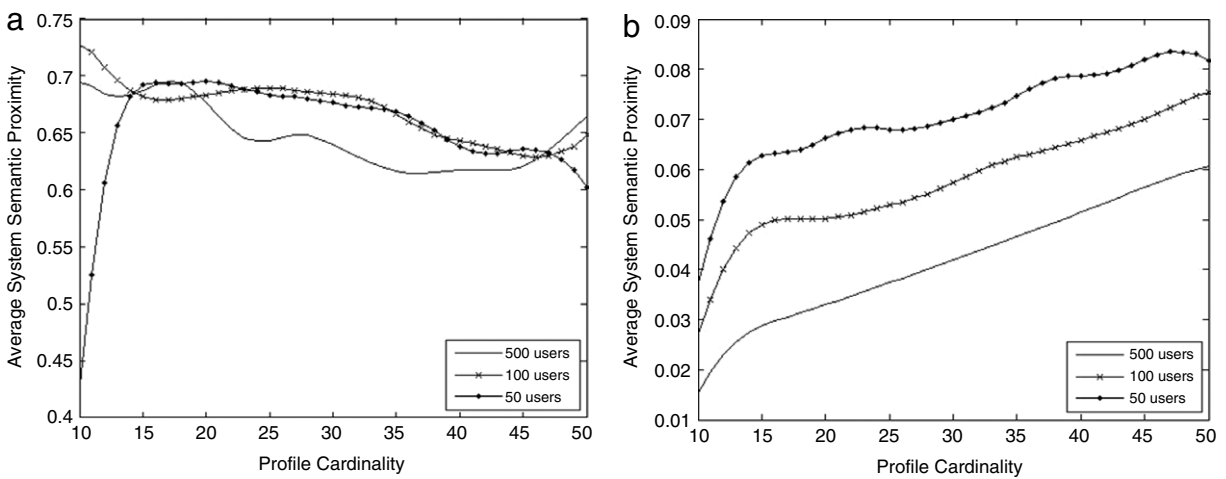 a
0.75
0.7
0.65
0.6
0.55
0.5
0.45
0.4
10 15 20 25 30 35 40 45 50
Average System Semantic Proximity
Profile Cardinality
500 users
100 users
50 users
b
0.09
0.08
0.07
0.06
0.05
0.04
0.03
0.02
0.01
10 15 20 25 30 35 40 45 50
Average System Semantic Proximity
Profile Cardinality
500 users
100 users
50 users